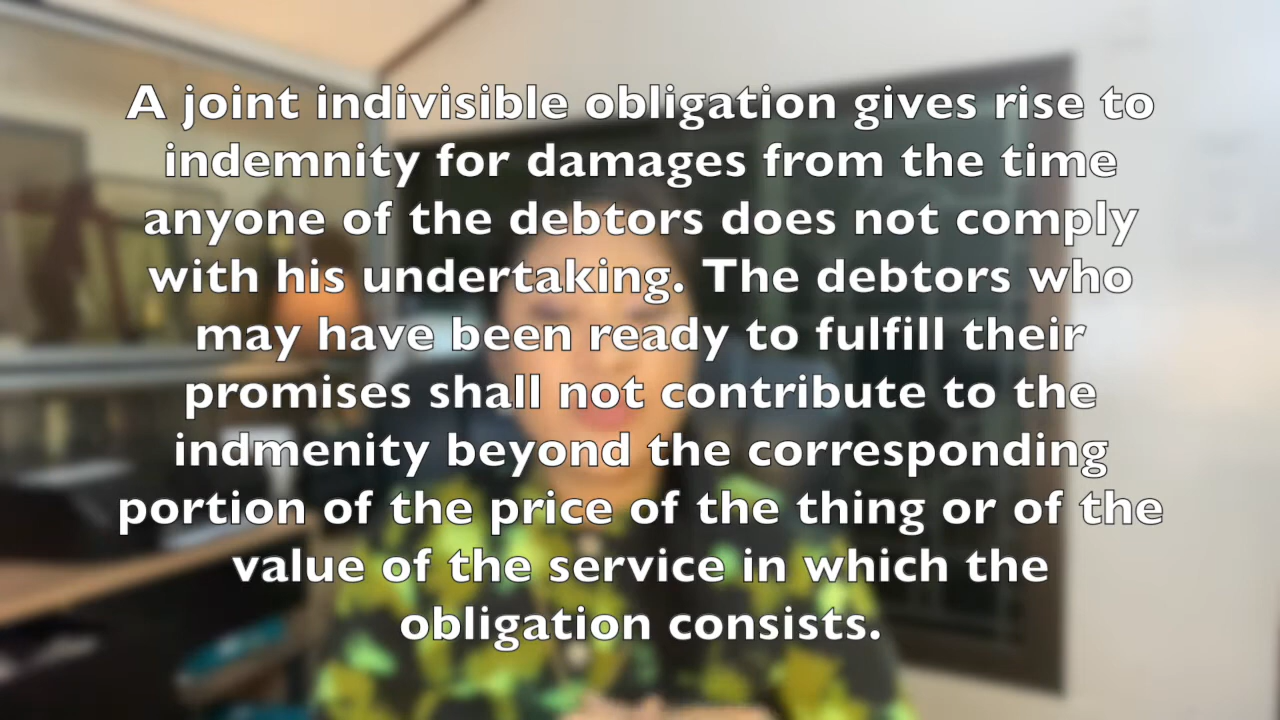 A joint indivisible obligation gives rise to
indemnity for damages from the time
anyone of the debtors does not comply
with his undertaking. The debtors who
may have been ready to fulfill their
promises shall not contribute to the
indmenity beyond the corresponding
portion of the price of the thing or of the
value of the service in which the
obligation consists.